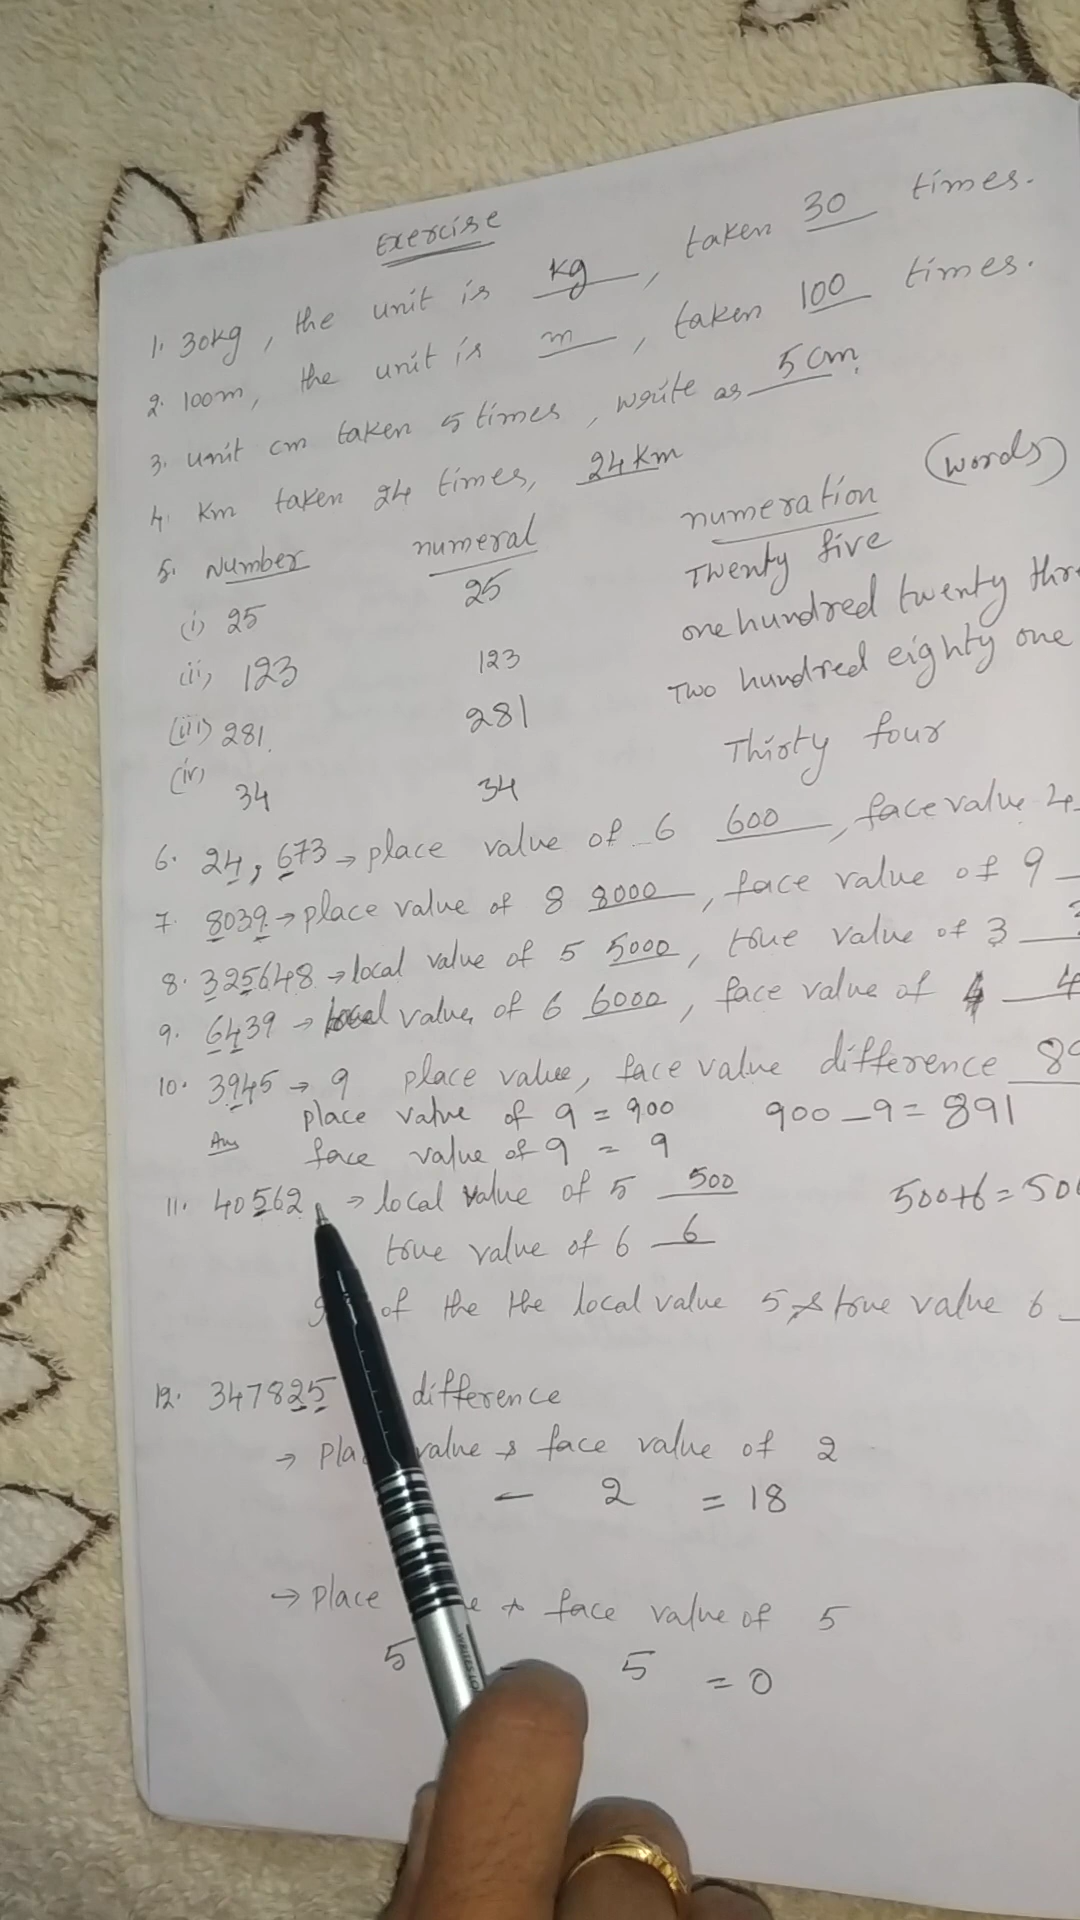 Exercise
1. 30kg, the unit is kg, taken 30 times.
2. 100m, the unit is m, taken 100 times.
3. unit cm taken 5 times, write as 5 cm.
4. Km taken 24 times, 24 Km
5. Number numeral numeration (words)
(i) 25 25 Twenty five
(ii) 123 123 one hundred twenty
(iii) 281. 281 Two hundred eighty one
(iv) 34 34 Thirty four
6. 24,673 → place value of 6 600, face value 4
7. 8039 → place value of 8 8000, face value of 9
8. 325648 → local value of 5 5000, true value of 3
9. 6439 → local value of 6 6000, face value of 4 4
10. 3945 → 9 place value, face value difference
place value of 9 = 900 900 – 9 = 891
Ans face value of 9 = 9
11. 40562 → local value of 5 500 500+6 =
true value of 6 6
of the the local value 5 & true value 6
12. 347825 difference
→ value & face value of 2
– 2 = 18
→ place & face value of 5
5 5 = 0